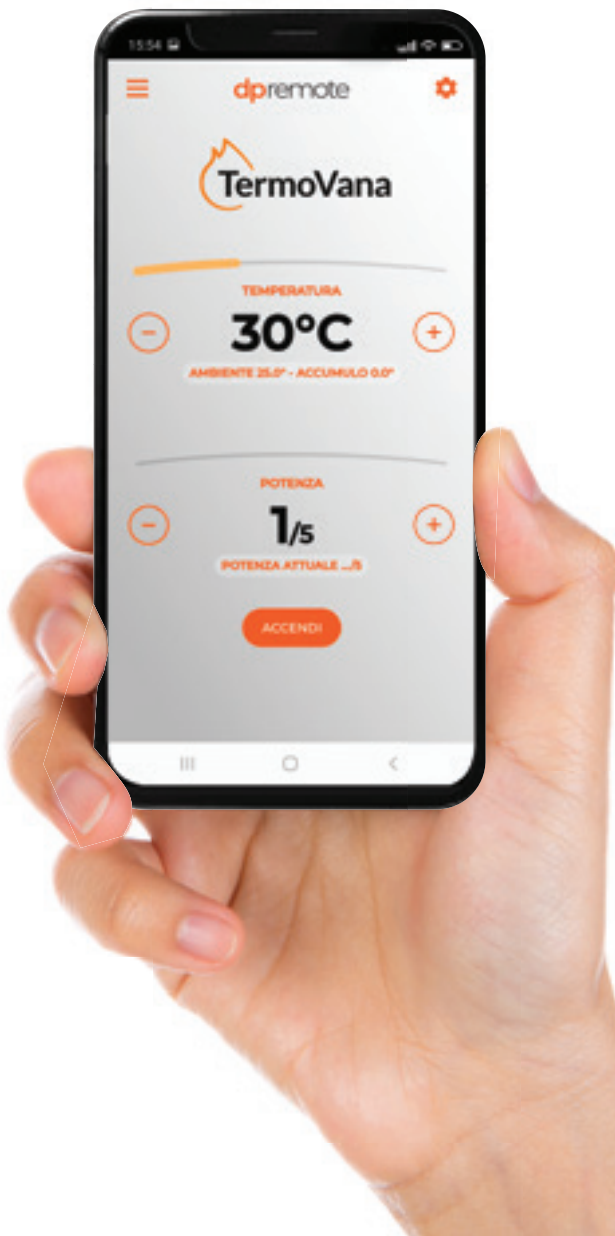 15:54
dpremote
TermoVana
TEMPERATURA
30°C
AMBIENTE 25.0° - ACCUMULO 0.0°
POTENZA
1/5
POTENZA ATTUALE .../5
ACCENDI